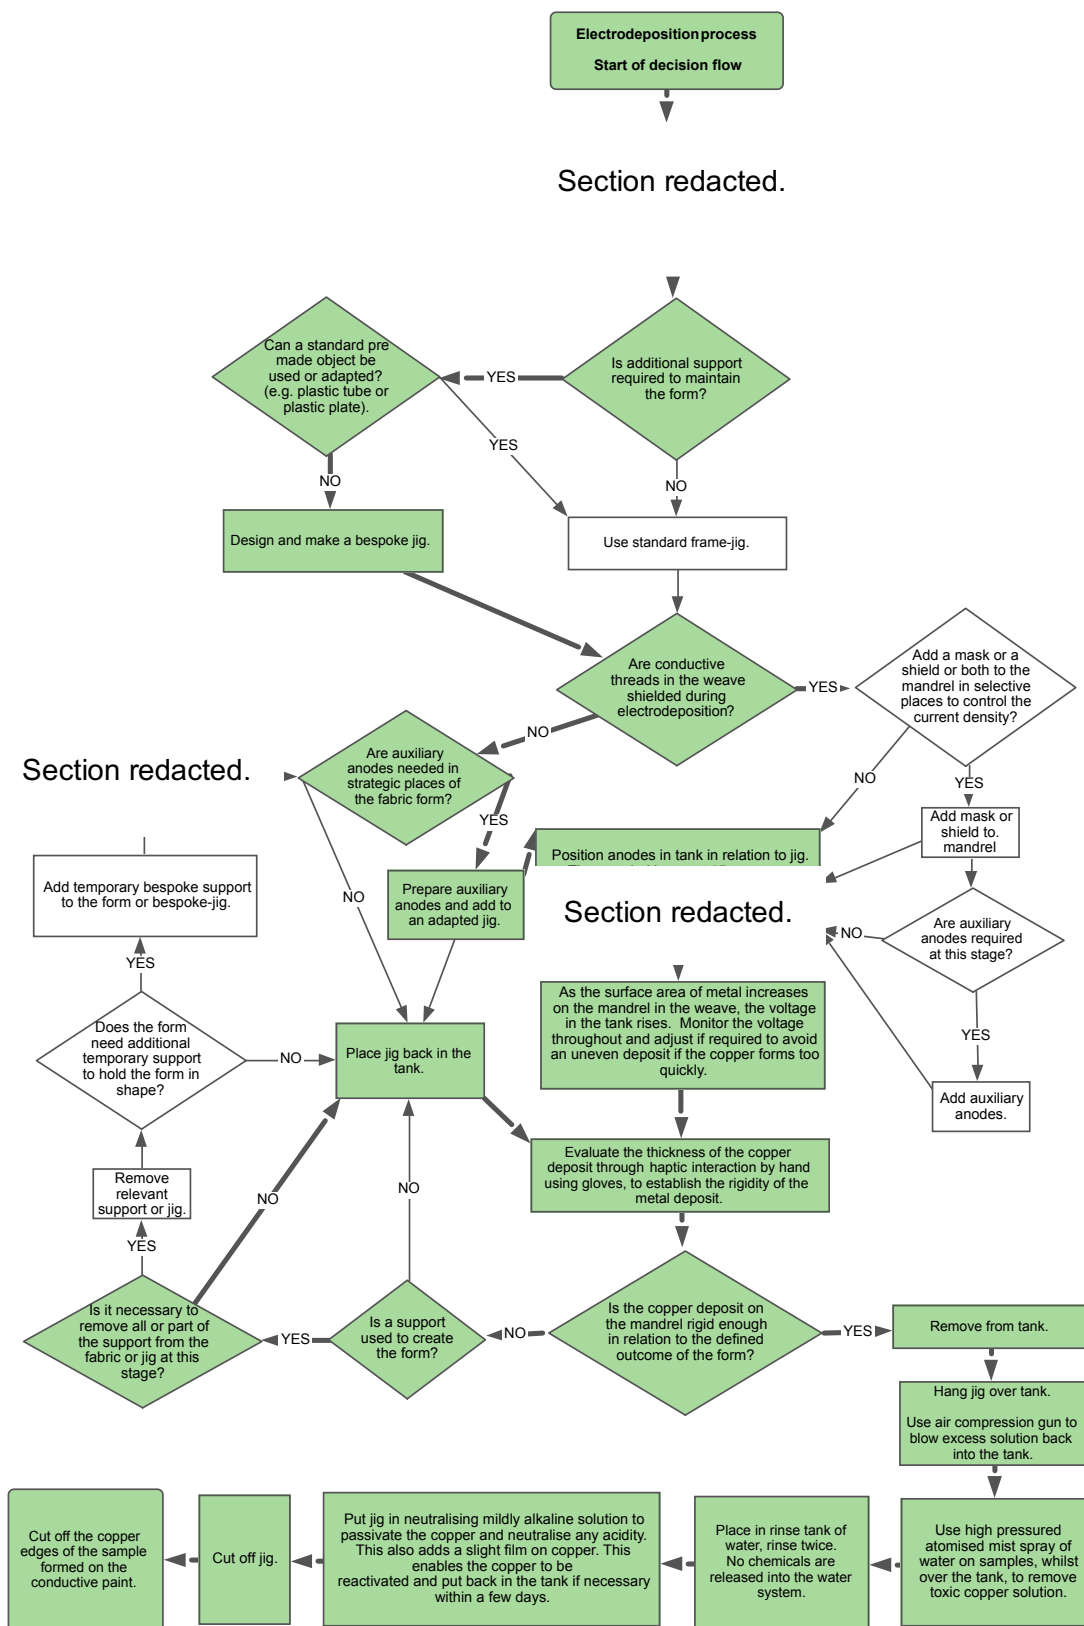 Electrodeposition process
Start of decision flow
Section redacted.
Can a standard pre
made object be
used or adapted?
(e.g. plastic tube or
plastic plate).
YES
Is additional support
required to maintain
the form?
YES
NO
NO
Design and make a bespoke jig.
Use standard frame-jig.
Are conductive
threads in the weave
shielded during
electrodeposition?
YES
Add a mask or a
shield or both to the
mandrel in selective
places to control the
current density?
NO
Section redacted.
Are auxiliary
anodes needed in
strategic places of
the fabric form?
NO
YES
YES
Add mask or
shield to.
mandrel
Position anodes in tank in relation to jig.
Add temporary bespoke support
to the form or bespoke-jig.
NO
Prepare auxiliary
anodes and add to
an adapted jig.
Section redacted.
NO
Are auxiliary
anodes required
at this stage?
YES
As the surface area of metal increases
on the mandrel in the weave, the voltage
in the tank rises. Monitor the voltage
throughout and adjust if required to avoid
an uneven deposit if the copper forms too
quickly.
YES
Does the form
need additional
temporary support
to hold the form in
shape?
NO
Place jig back in the
tank.
Add auxiliary
anodes.
Evaluate the thickness of the copper
deposit through haptic interaction by hand
using gloves, to establish the rigidity of the
metal deposit.
Remove
relevant
support or jig.
NO
NO
YES
Is it necessary to
remove all or part of
the support from the
fabric or jig at this
stage?
YES
Is a support
used to create
the form?
NO
Is the copper deposit on
the mandrel rigid enough
in relation to the defined
outcome of the form?
YES
Remove from tank.
Hang jig over tank.
Use air compression gun to
blow excess solution back
into the tank.
Cut off the copper
edges of the sample
formed on the
conductive paint.
Cut off jig.
Put jig in neutralising mildly alkaline solution to
passivate the copper and neutralise any acidity.
This also adds a slight film on copper. This
enables the copper to be
reactivated and put back in the tank if necessary
within a few days.
Place in rinse tank of
water, rinse twice.
No chemicals are
released into the water
system.
Use high pressured
atomised mist spray of
water on samples, whilst
over the tank, to remove
toxic copper solution.